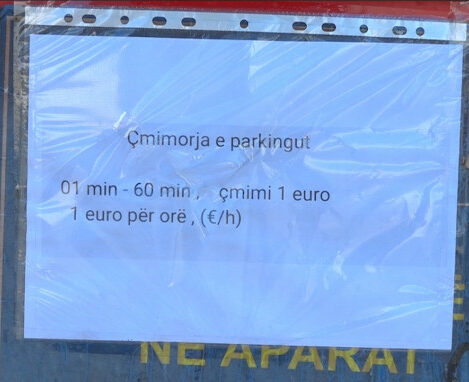 Çmimorja e parkingut
01 min - 60 min , çmimi 1 euro
1 euro për orë , (€/h)
NE APARAT